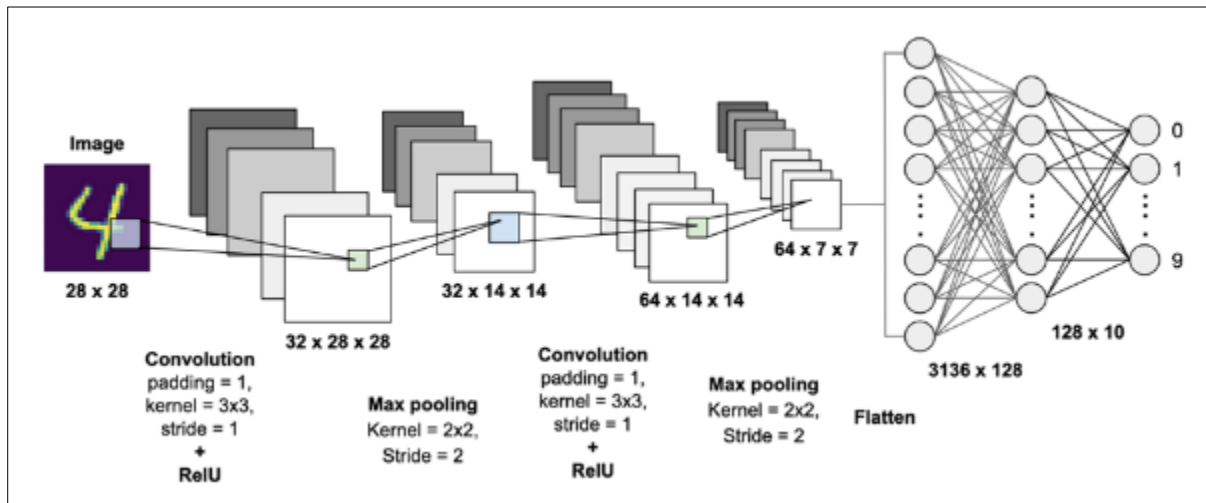 Image
28 x 28
32 x 28 x 28
Convolution
padding = 1,
kernel = 3x3,
stride = 1
+
RelU
32 x 14 x 14
Max pooling
Kernel = 2x2,
Stride = 2
64 x 14 x 14
Convolution
padding = 1,
kernel = 3x3,
stride = 1
+
RelU
64 x 7 x 7
Max pooling
Kernel = 2x2,
Stride = 2
Flatten
3136 x 128
128 x 10
0
1
9